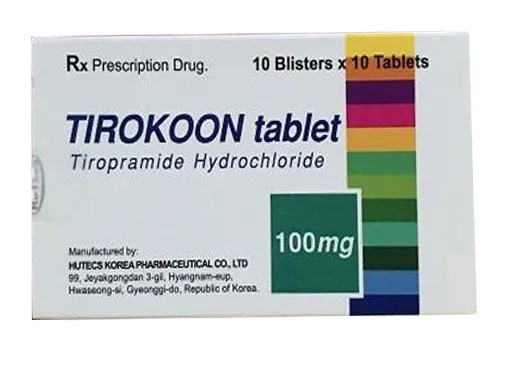 Rx Prescription Drug. 10 Blisters x 10 Tablets
TIROKOON tablet
Tiropramide Hydrochloride
100mg
Manufactured by:
HUTECS KOREA PHARMACEUTICAL CO., LTD
99, Jeyakgongdan 3-gil, Hyangnam-eup,
Hwaseong-si, Gyeonggi-do, Republic of Korea.